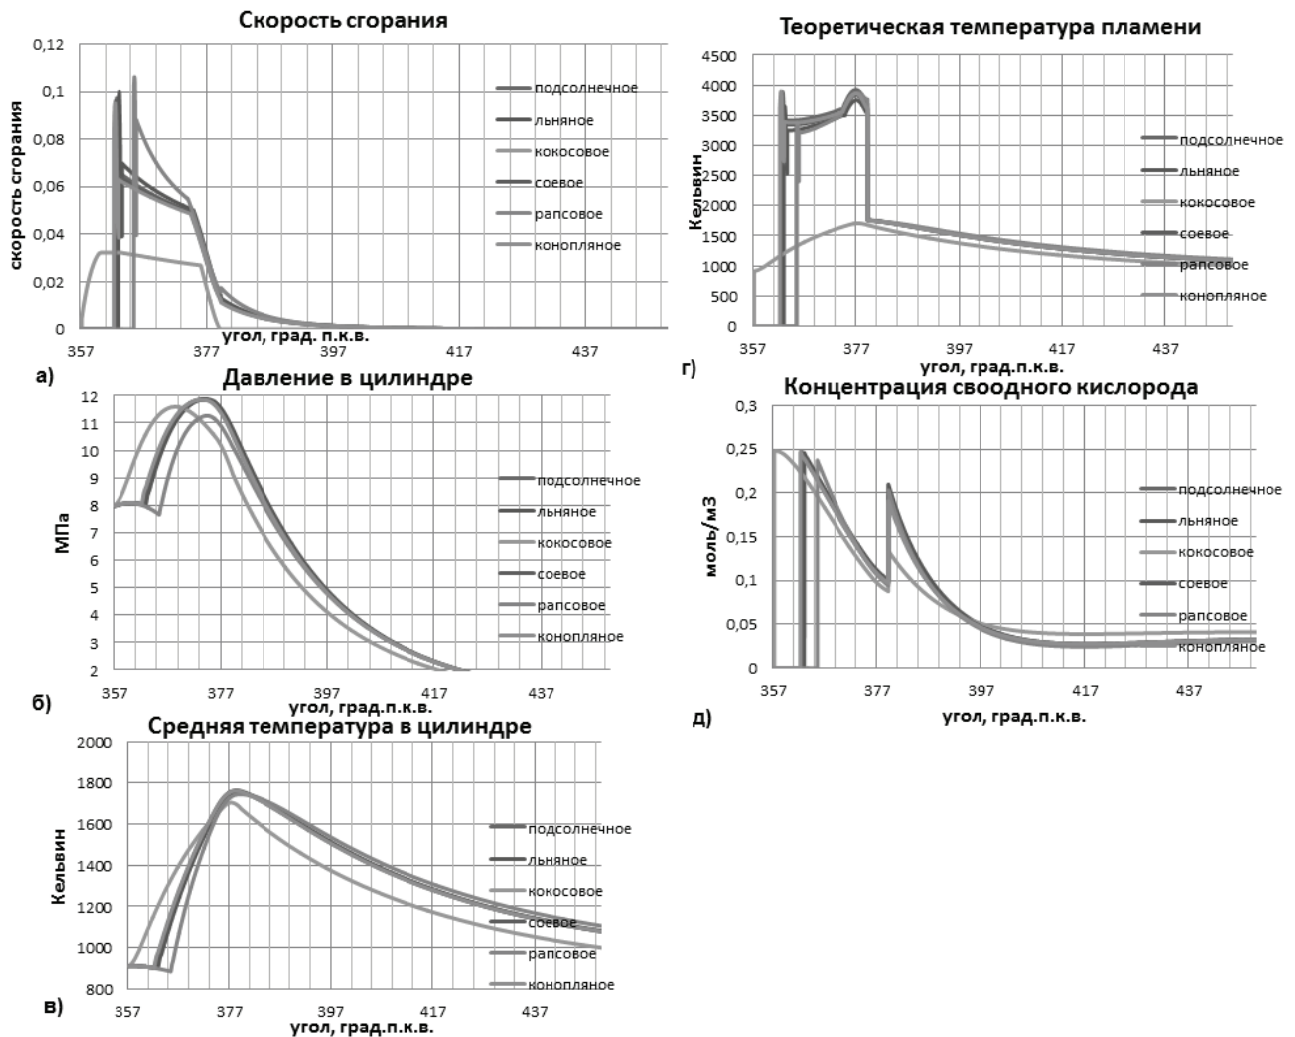 Скорость сгорания
0,12
0,1
0,08
0,06
0,04
0,02
0
скорость сгорания
подсолнечное
льняное
кокосовое
соевое
рапсовое
конопляное
357 377 397 417 437
угол, град. п.к.в.
а)
Давление в цилиндре
12
11
10
9
8
7
6
5
4
3
2
МПа
подсолнечное
льняное
кокосовое
соевое
рапсовое
конопляное
357 377 397 417 437
угол, град.п.к.в.
б)
Средняя температура в цилиндре
2000
1800
1600
1400
1200
1000
800
Кельвин
подсолнечное
льняное
кокосовое
соевое
рапсовое
конопляное
357 377 397 417 437
угол, град.п.к.в.
в)
Теоретическая температура пламени
4500
4000
3500
3000
2500
2000
1500
1000
500
0
Кельвин
подсолнечное
льняное
кокосовое
соевое
рапсовое
конопляное
357 377 397 417 437
угол, град.п.к.в.
г)
Концентрация сводного кислорода
0,3
0,25
0,2
0,15
0,1
0,05
0
моль/м3
подсолнечное
льняное
кокосовое
соевое
рапсовое
конопляное
357 377 397 417 437
угол, град.п.к.в.
д)